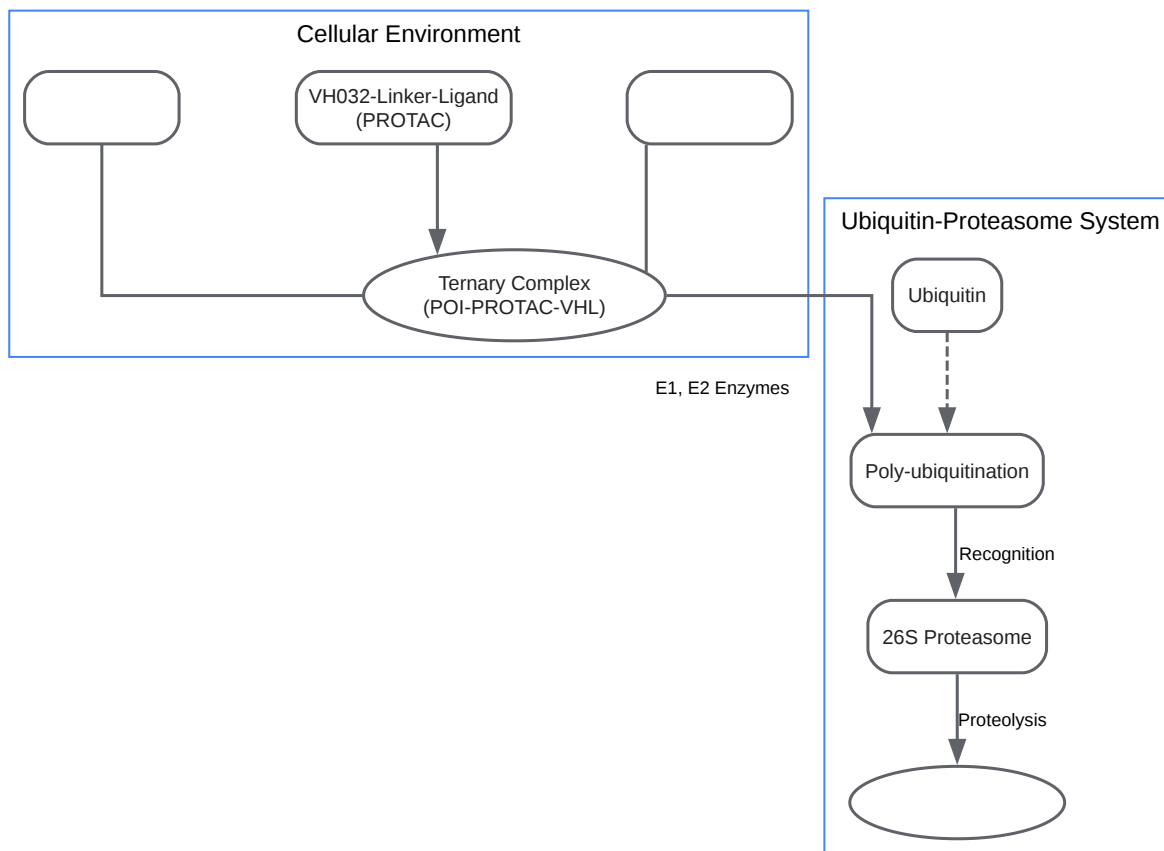 Cellular Environment
VH032-Linker-Ligand
(PROTAC)
Ubiquitin-Proteasome System
Ternary Complex
(POI-PROTAC-VHL)
Ubiquitin
E1, E2 Enzymes
Poly-ubiquitination
Recognition
26S Proteasome
Proteolysis